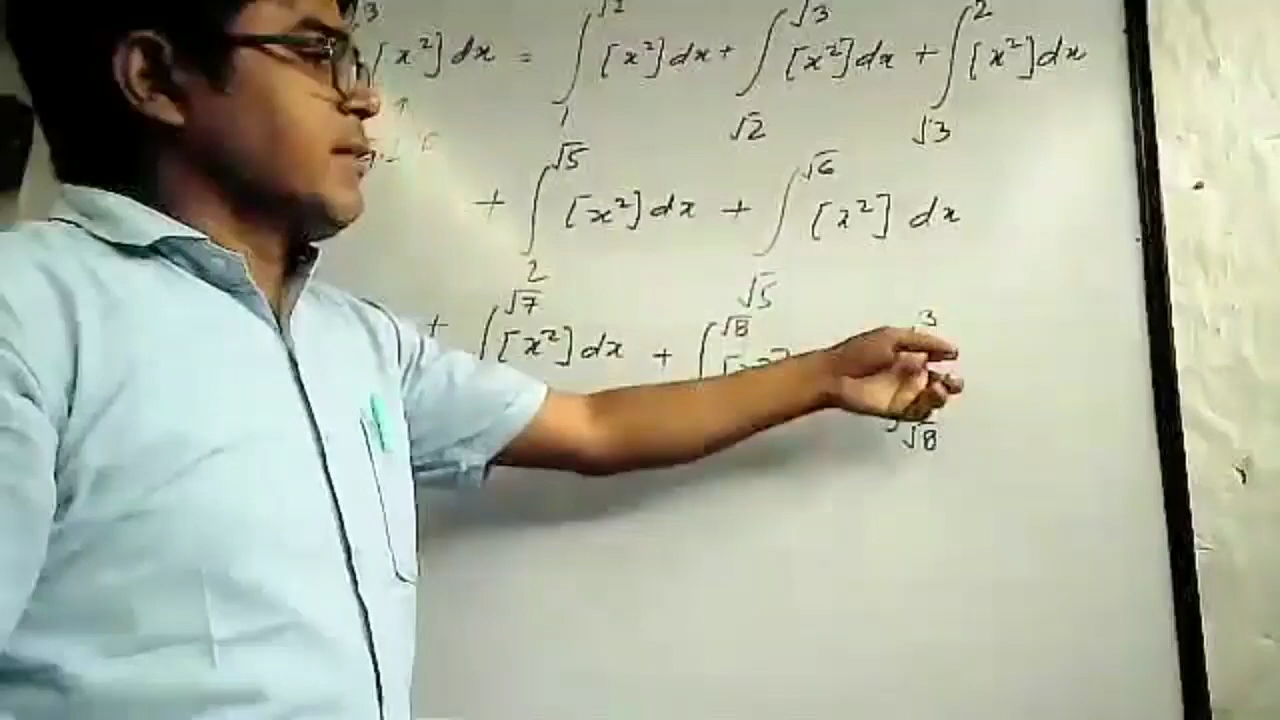 3 [x²] dx = ∫ √2 1 [x²] dx + ∫ √3 √2 [x²] dx + ∫ 2 √3 [x²] dx
+ ∫ √5 2 [x²] dx + ∫ √6 √5 [x²] dx
+ ∫ √7 [x²] dx + ∫ √8 3 √8